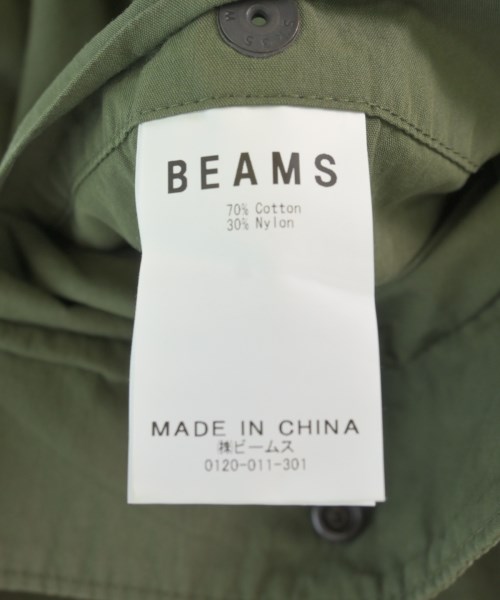 BEAMS
70% Cotton
30% Nylon
MADE IN CHINA
㈱ビームス
0120-011-301